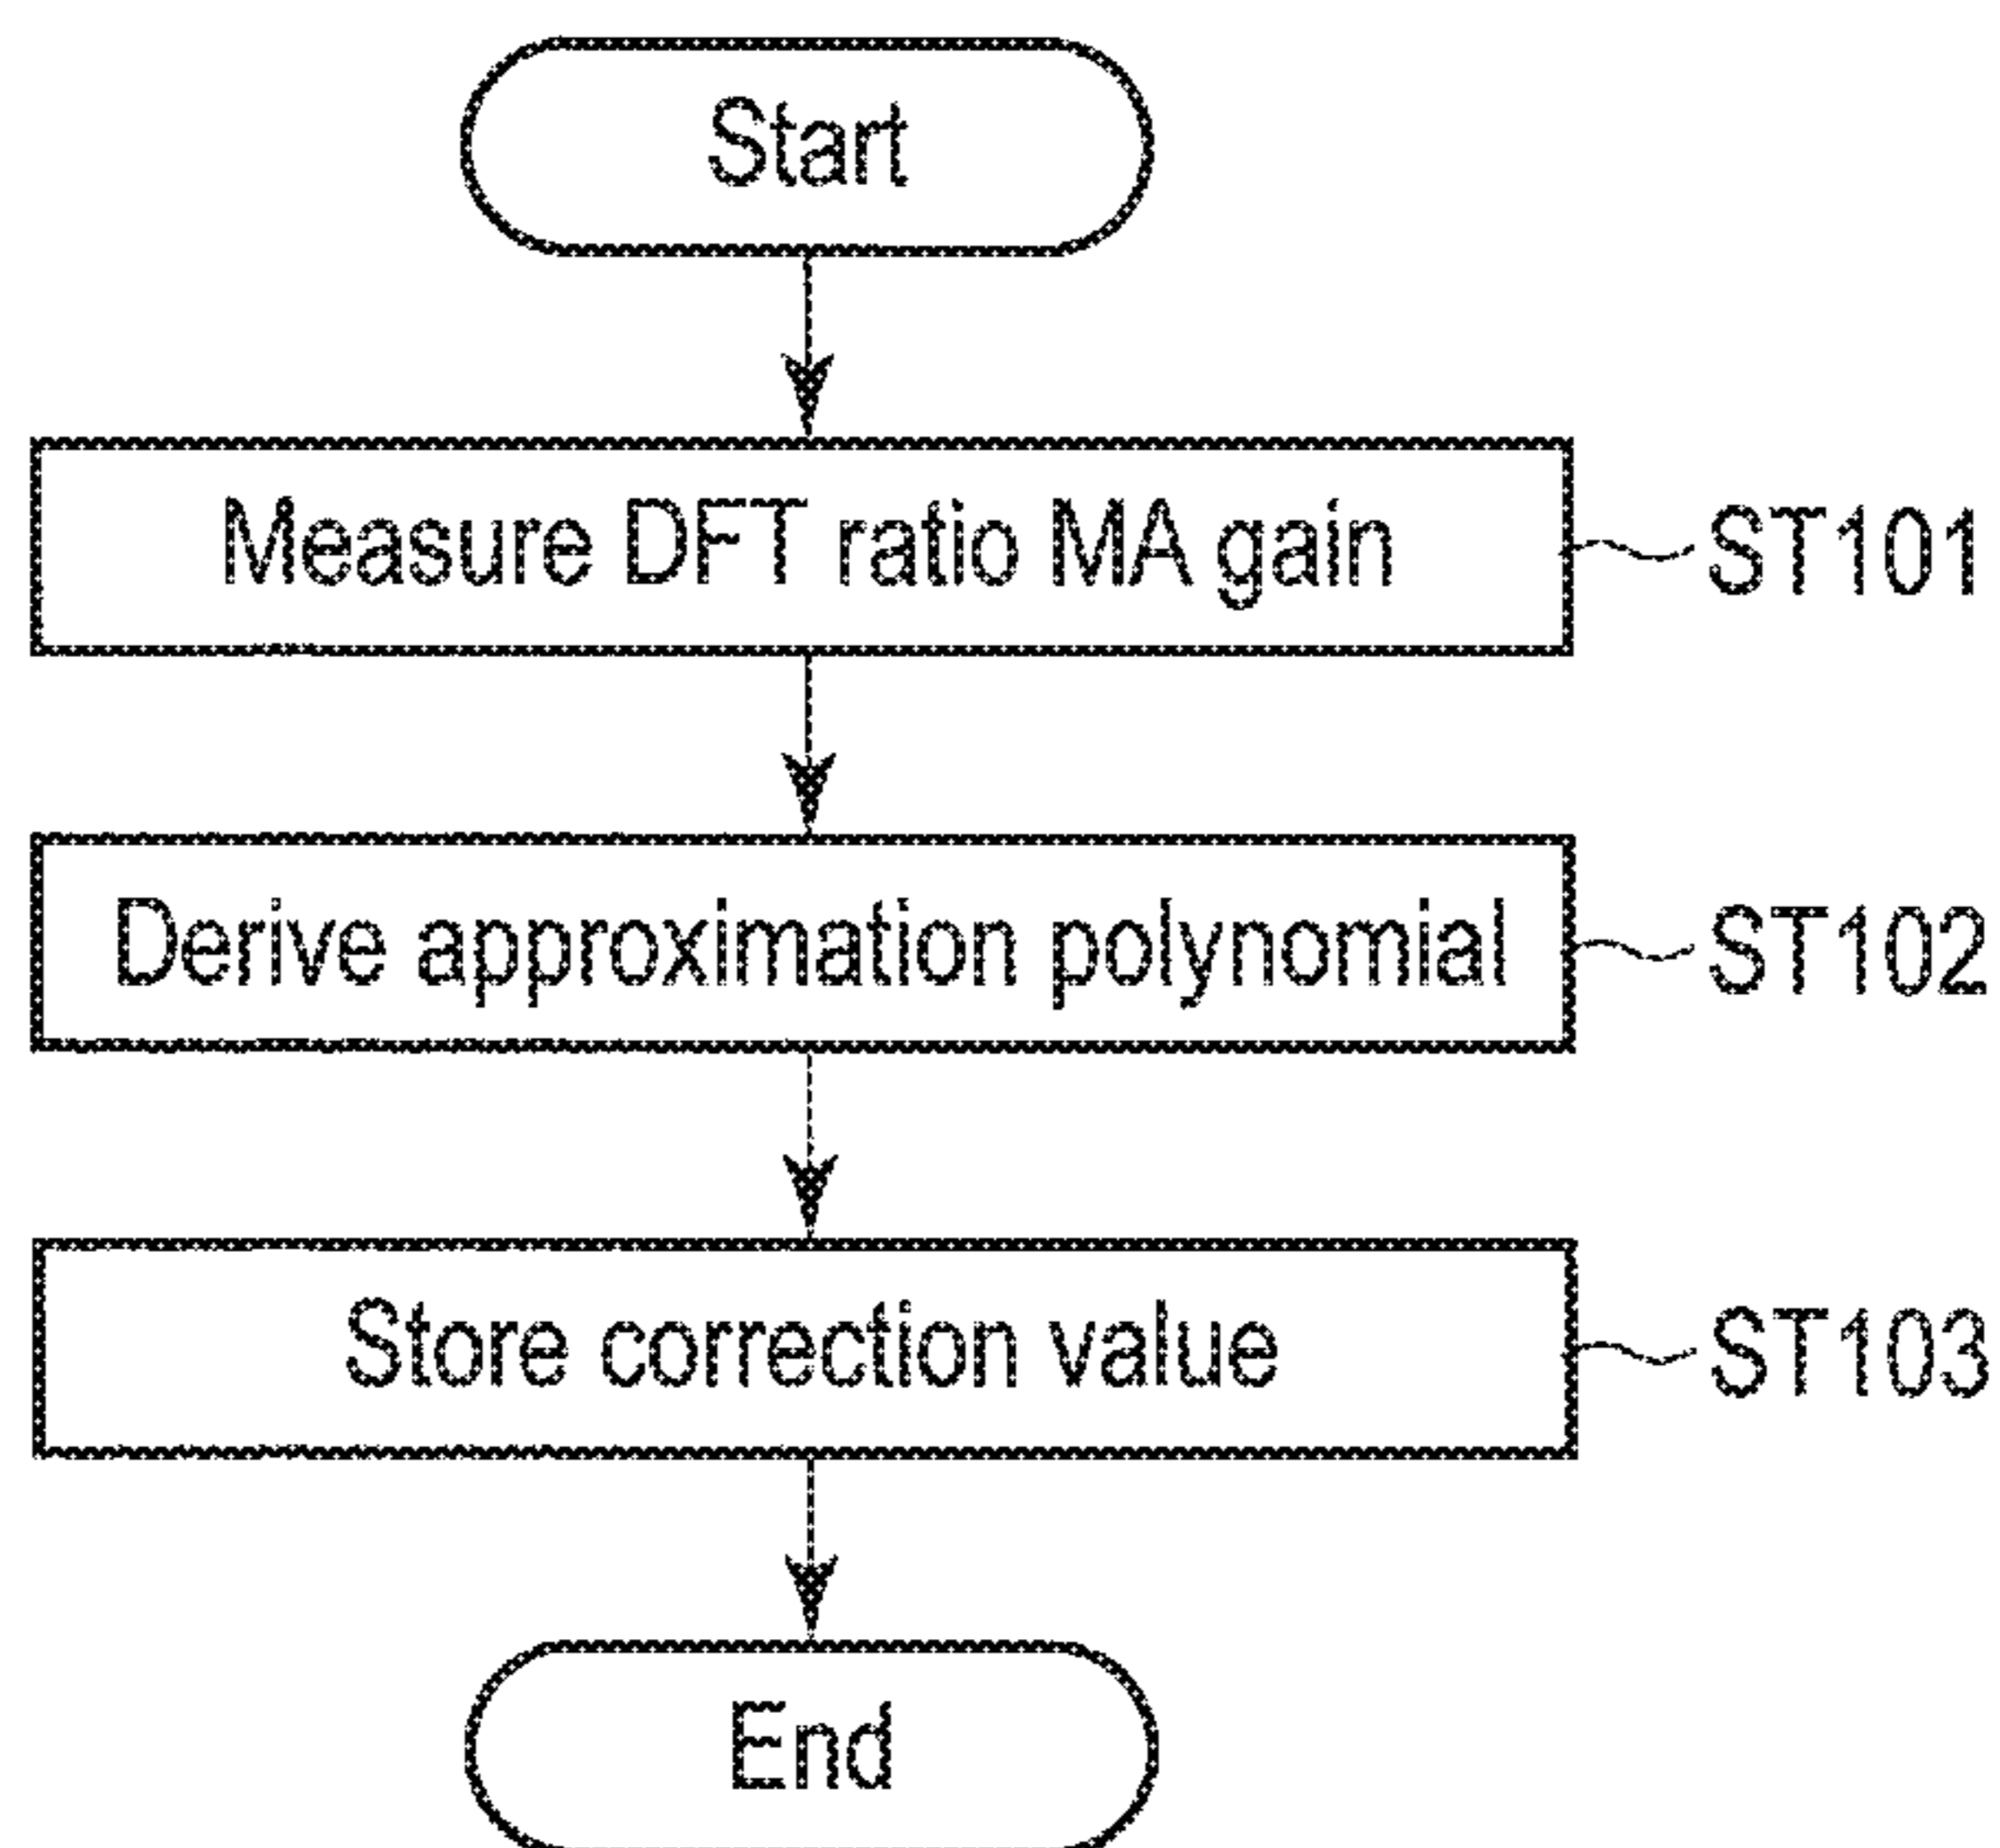 Start
Measure DFT ratio MA gain
ST101
Derive approximation polynomial
ST102
Store correction value
ST103
End